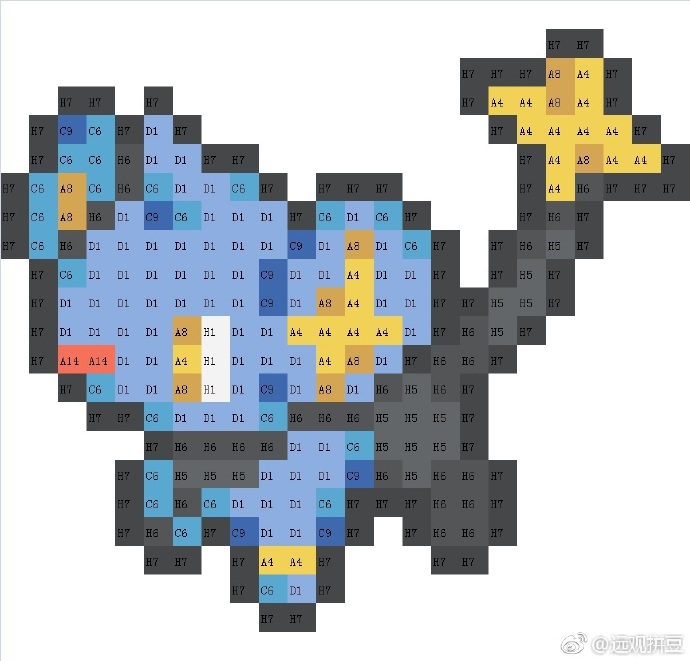 H7 H7
H7 H7 H7 A8 A4 H7
H7 H7 H7 H7 A4 A4 A8 A4 H7
H7 C9 C6 H7 D1 H7 H7 A4 A4 A4 A4 H7
H7 C6 C6 H6 D1 D1 H7 H7 H7 A4 A8 A4 A4 H7
H7 C6 A8 C6 H6 C6 D1 D1 C6 H7 H7 H7 H7 H7 A4 H6 H7 H7 H7
H7 C6 A8 H6 D1 C9 C6 D1 D1 D1 H7 C6 D1 C6 H7 H7 H6 H7
H7 C6 H6 D1 D1 D1 D1 D1 D1 D1 C9 D1 A8 D1 C6 H7 H7 H6 H5 H7
H7 C6 D1 D1 D1 D1 D1 D1 C9 D1 D1 A4 D1 D1 H7 H7 H5 H7
H7 D1 D1 D1 D1 D1 D1 D1 C9 D1 A8 A4 D1 D1 H7 H7 H5 H5 H7
H7 D1 D1 D1 D1 A8 H1 D1 D1 A4 A4 A4 A4 D1 H7 H6 H5 H7
H7 A14 A14 D1 D1 A4 H1 D1 D1 D1 A4 A8 D1 H7 H6 H6 H7
H7 C6 D1 D1 A8 H1 D1 C9 D1 A8 D1 H6 H5 H6 H7
H7 H7 C6 D1 D1 D1 C6 H6 H6 H6 H5 H5 H5 H7
H7 H6 H6 H6 H6 D1 D1 C6 H5 H5 H5 H7
H7 C6 H5 H5 H5 D1 D1 D1 C9 H6 H5 H6 H6 H7
H7 C6 H6 C6 D1 D1 D1 C6 H7 H7 H7 H6 H6 H7
H7 H6 C6 H7 C9 D1 D1 C9 H7 H7 H6 H6 H7
H7 H7 H7 A4 A4 H7 H7 H7
H7 C6 D1 H7
H7 H7
@远观拼豆